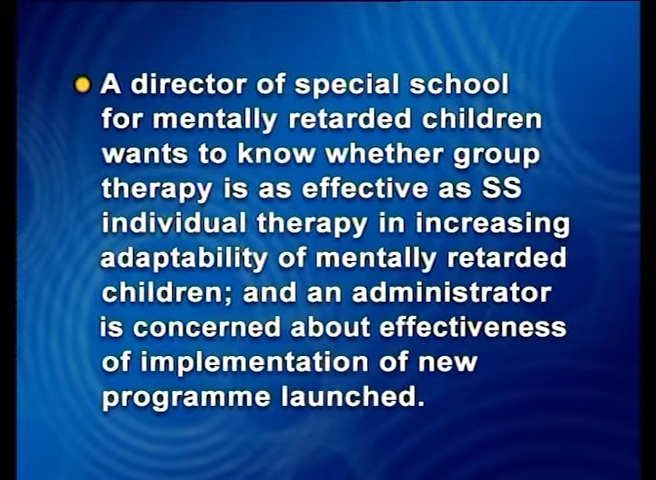 A director of special school
for mentally retarded children
wants to know whether group
therapy is as effective as SS
individual therapy in increasing
adaptability of mentally retarded
children; and an administrator
is concerned about effectiveness
of implementation of new
programme launched.